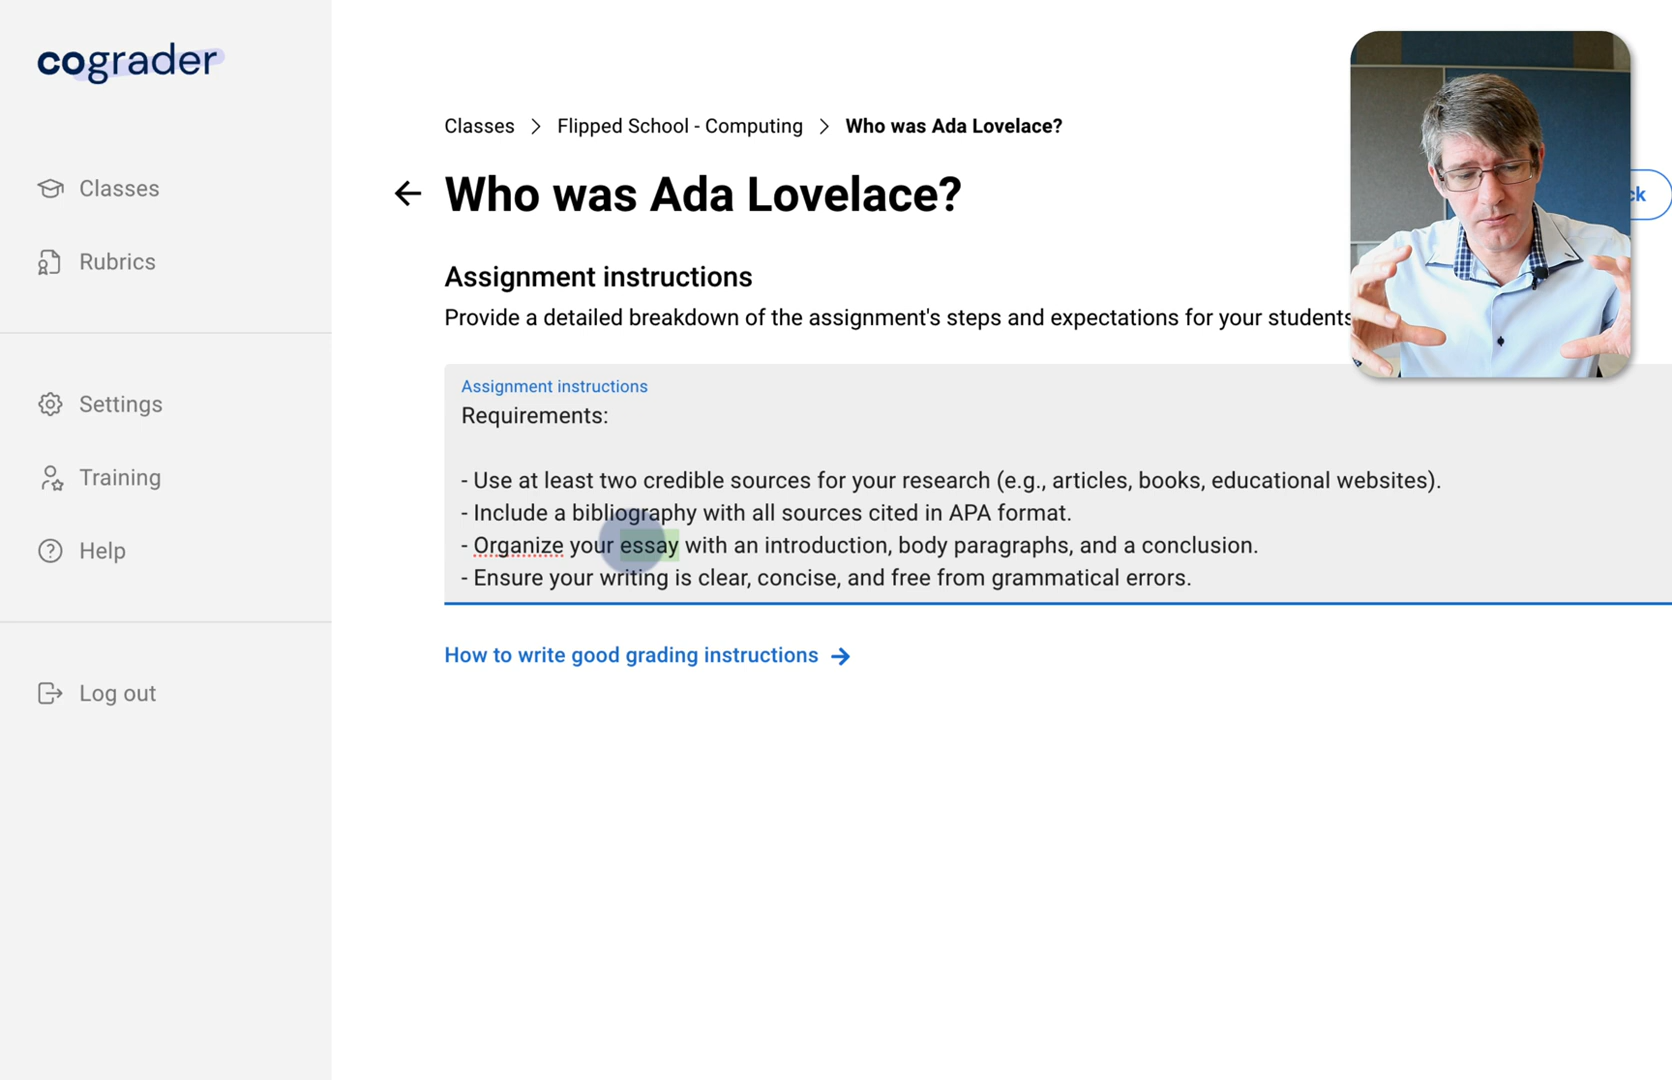 cograder
Classes
Rubrics
Settings
Training
Help
Log out
Classes > Flipped School - Computing > Who was Ada Lovelace?
← Who was Ada Lovelace?
Assignment instructions
Provide a detailed breakdown of the assignment's steps and expectations for your students
Assignment instructions
Requirements:
- Use at least two credible sources for your research (e.g., articles, books, educational websites).
- Include a bibliography with all sources cited in APA format.
- Organize your essay with an introduction, body paragraphs, and a conclusion.
- Ensure your writing is clear, concise, and free from grammatical errors.
How to write good grading instructions →